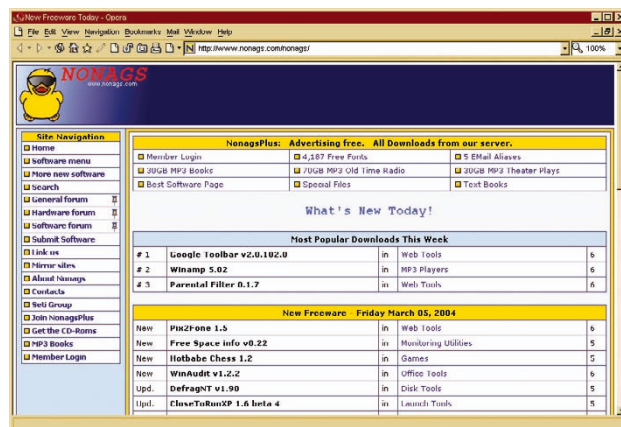 New Freeware Today - Opera
File Edit View Navigation Bookmarks Mail Window Help
http://www.nonags.com/nonags/ 100%
NONAGS
www.nonags.com
Site Navigation
Home
Software menu
More new software
Search
General forum
Hardware forum
Software forum
Submit Software
Link us
Mirror sites
About Nonags
Contacts
Seti Group
Join NonagsPlus
Get the CD-Roms
MP3 Books
Member Login
NonagsPlus: Advertising free. All Downloads from our server.
Member Login 4,187 Free Fonts 5 EMail Aliases
30GB MP3 Books 70GB MP3 Old Time Radio 30GB MP3 Theater Plays
Best Software Page Special Files Text Books
What's New Today!
Most Popular Downloads This Week
# 1 Google Toolbar v2.0.102.0 in Web Tools 6
# 2 Winamp 5.02 in MP3 Players 6
# 3 Parental Filter 0.1.7 in Web Tools 6
New Freeware - Friday March 05, 2004
New Pix2Fone 1.5 in Web Tools 6
New Free Space info v0.22 in Monitoring Utilities 5
New Hotbabe Chess 1.2 in Games 5
New WinAudit v1.2.2 in Office Tools 6
Upd. DefragNT v1.90 in Disk Tools 5
Upd. CloseToRunXP 1.6 beta 4 in Launch Tools 5